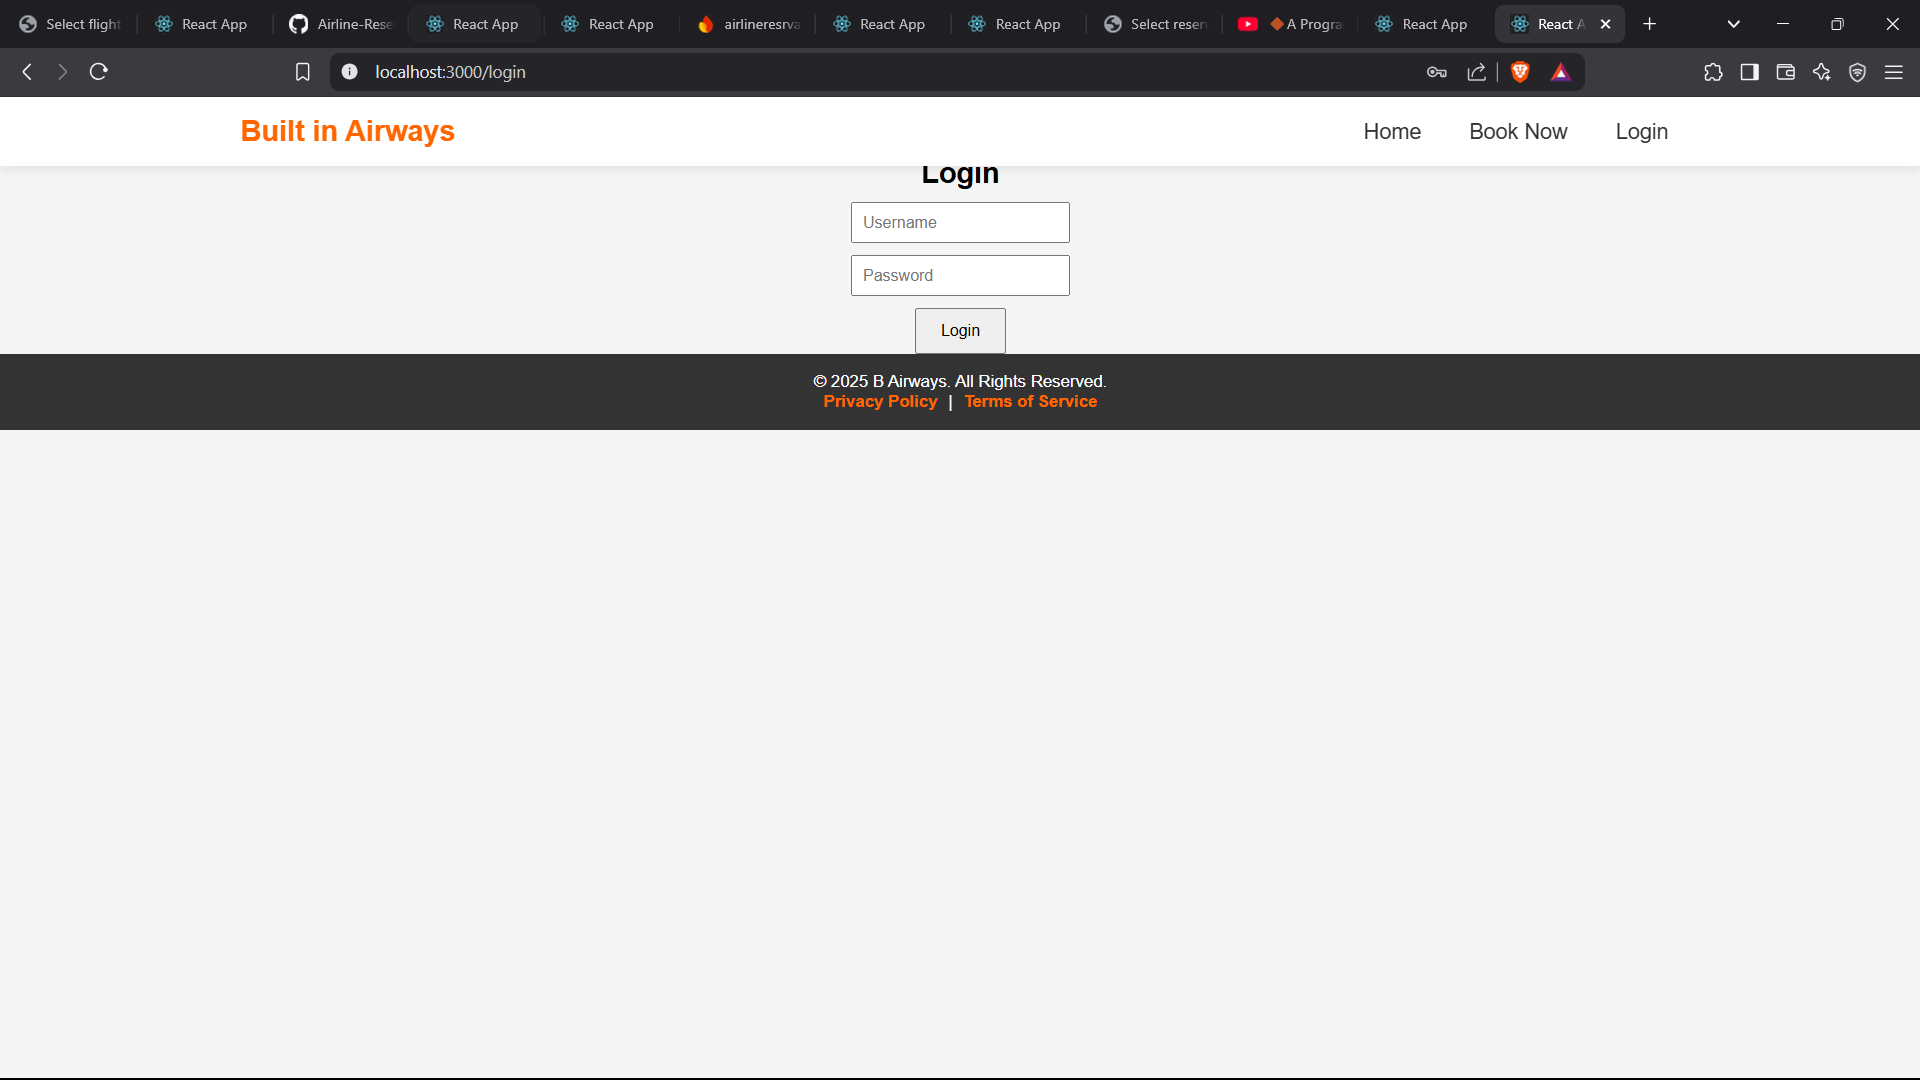 Select flight
React App
Airline-Rese
React App
React App
airlineresrva
React App
React App
Select reserv
A Progra
React App
React A
localhost:3000/login
Built in Airways
Home
Book Now
Login
Login
Username
Password
Login
© 2025 B Airways. All Rights Reserved.
Privacy Policy | Terms of Service